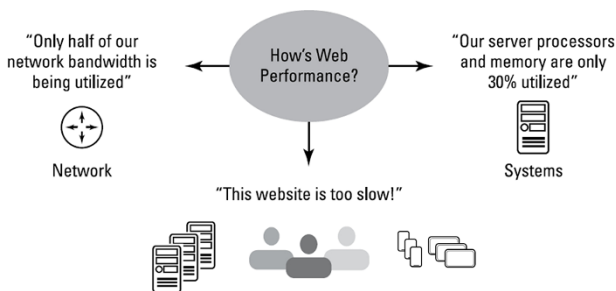 “Only half of our
network bandwidth is
being utilized”
Network
How’s Web
Performance?
“Our server processors
and memory are only
30% utilized”
Systems
“This website is too slow!”